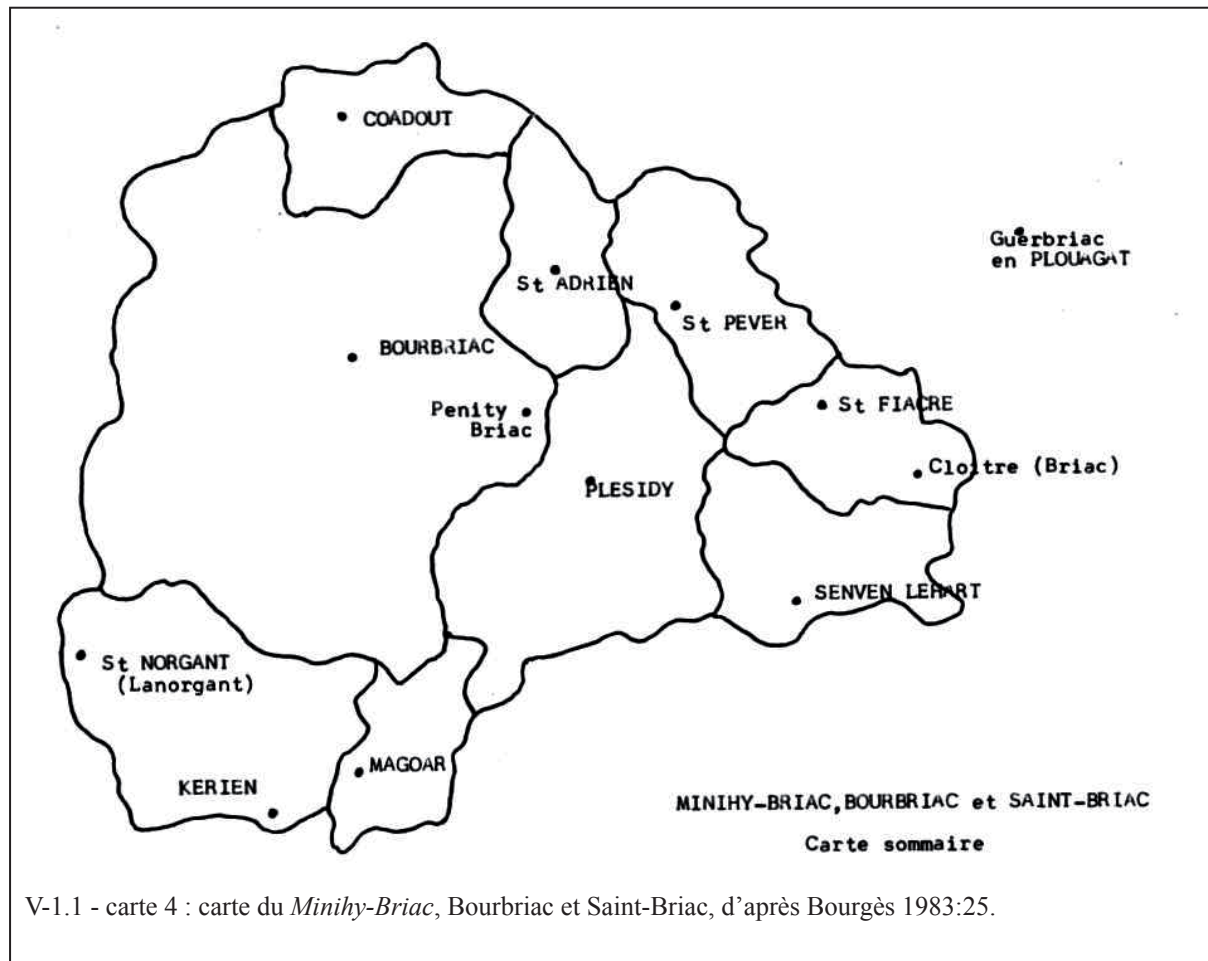 COADOUT
Guerbriac
en PLOUAGAT
St ADRIEN
St PEVER
BOURBRIAC
St FIACRE
Penity
Briac
Cloitre (Briac)
PLESIDY
SENVEN LEHART
St NORGANT
(Lanorgant)
MAGOAR
KERIEN
MINIHY-BRIAC, BOURBRIAC et SAINT-BRIAC
Carte sommaire
V-1.1 - carte 4 : carte du Minihy-Briac, Bourbriac et Saint-Briac, d’après Bourgès 1983:25.